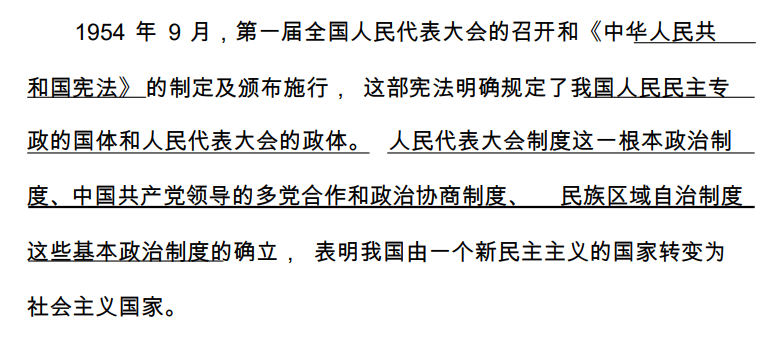 1954 年 9 月，第一届全国人民代表大会的召开和《中华人民共
和国宪法》 的制定及颁布施行， 这部宪法明确规定了我国人民民主专
政的国体和人民代表大会的政体。 人民代表大会制度这一根本政治制
度、中国共产党领导的多党合作和政治协商制度、 民族区域自治制度
这些基本政治制度的确立， 表明我国由一个新民主主义的国家转变为
社会主义国家。